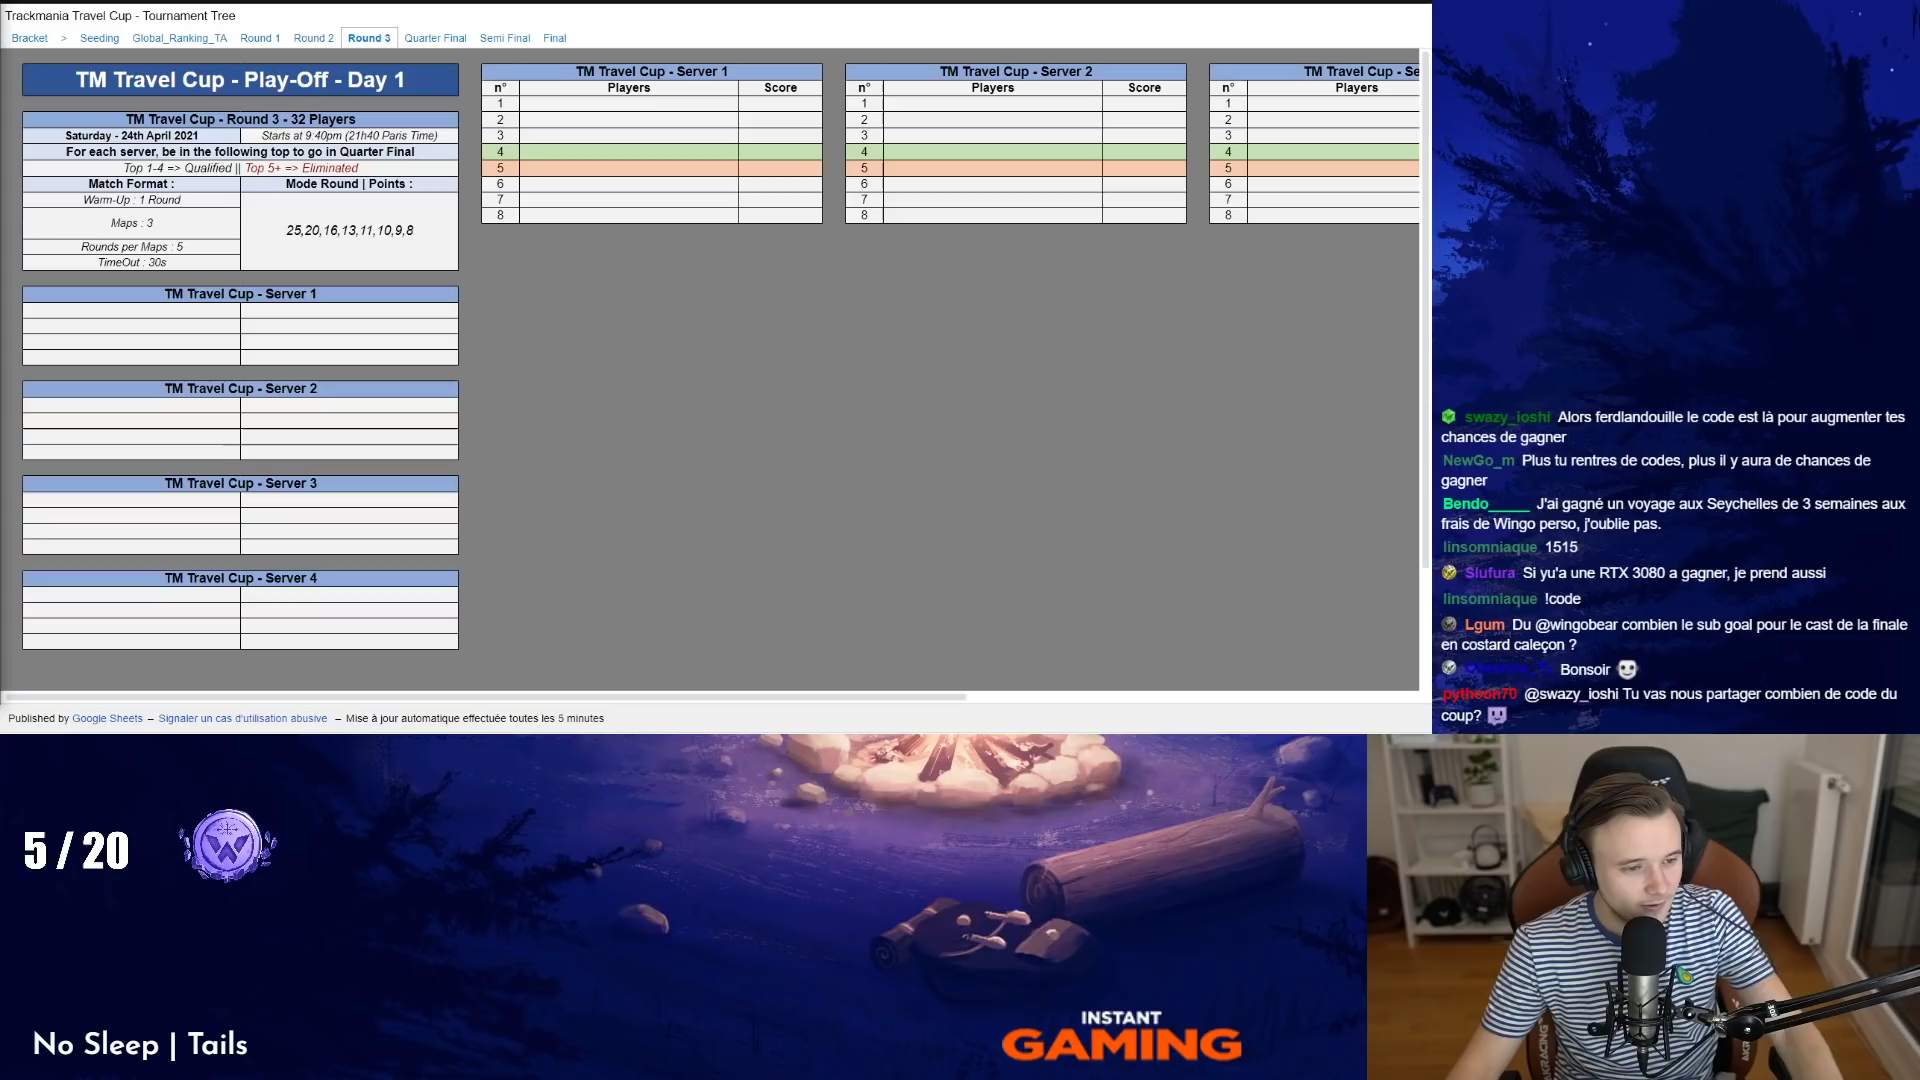 Trackmania Travel Cup - Tournament Tree
Bracket > Seeding Global_Ranking_TA Round 1 Round 2 Round 3 Quarter Final Semi Final Final
TM Travel Cup - Play-Off - Day 1
TM Travel Cup - Round 3 - 32 Players
Saturday - 24th April 2021 Starts at 9:40pm (21h40 Paris Time)
For each server, be in the following top to go in Quarter Final
Top 1-4 => Qualified || Top 5+ => Eliminated
Match Format : Mode Round | Points :
Warm-Up : 1 Round
Maps : 3
25,20,16,13,11,10,9,8
Rounds per Maps : 5
TimeOut : 30s
TM Travel Cup - Server 1
TM Travel Cup - Server 2
TM Travel Cup - Server 3
TM Travel Cup - Server 4
TM Travel Cup - Server 1
n° Players Score
1
2
3
4
5
6
7
8
TM Travel Cup - Server 2
n° Players Score
1
2
3
4
5
6
7
8
TM Travel Cup - Se
n° Players
1
2
3
4
5
6
7
8
Published by Google Sheets – Signaler un cas d'utilisation abusive – Mise à jour automatique effectuée toutes les 5 minutes
swazy_ioshi Alors ferdlandouille le code est là pour augmenter tes
chances de gagner
NewGo_m Plus tu rentres de codes, plus il y aura de chances de
gagner
Bendo_____ J'ai gagné un voyage aux Seychelles de 3 semaines aux
frais de Wingo perso, j'oublie pas.
linsomniaque 1515
Slufura Si yu'a une RTX 3080 a gagner, je prend aussi
linsomniaque !code
Lgum Du @wingobear combien le sub goal pour le cast de la finale
en costard caleçon ?
Bonsoir
pythoon70 @swazy_ioshi Tu vas nous partager combien de code du
coup?
5 / 20
No Sleep | Tails
INSTANT
GAMING